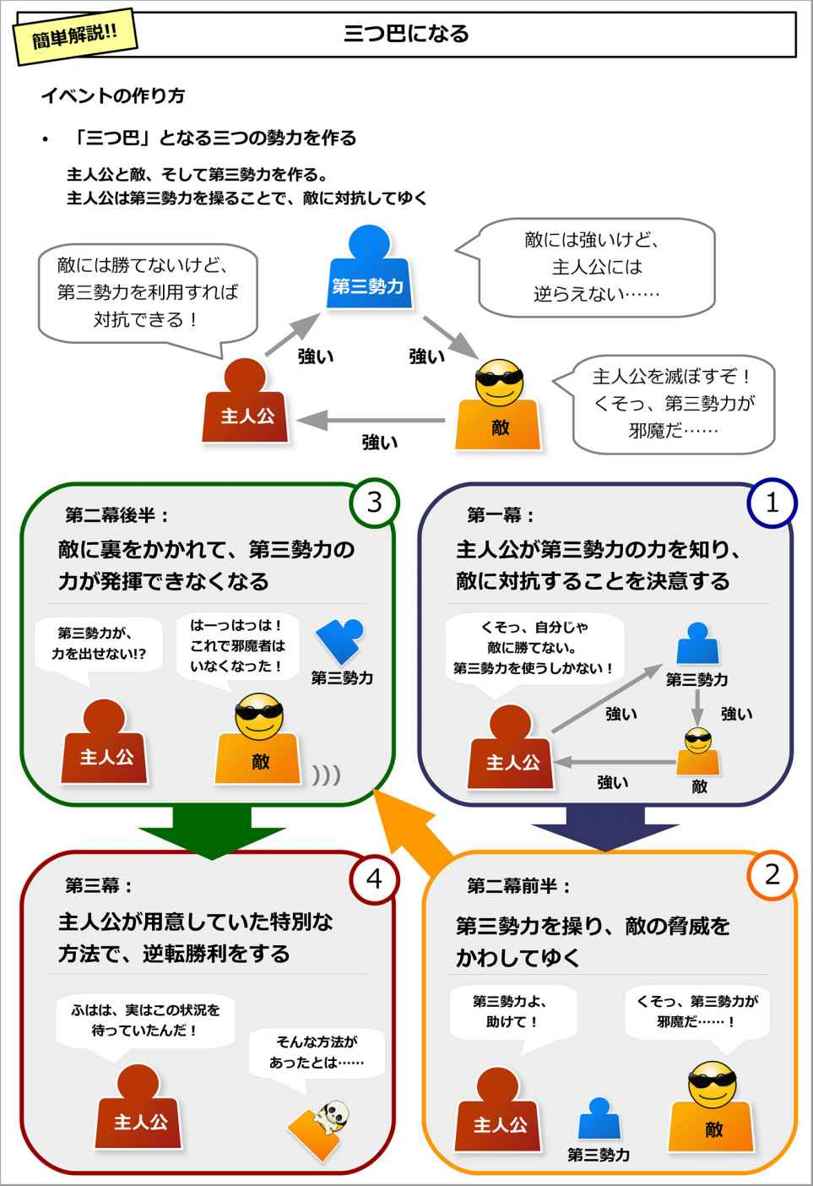 簡単解説!!
三つ巴になる
イベントの作り方
・ 「三つ巴」となる三つの勢力を作る
主人公と敵、そして第三勢力を作る。
主人公は第三勢力を操ることで、敵に対抗してゆく
敵には勝てないけど、
第三勢力を利用すれば
対抗できる！
第三勢力
敵には強いけど、
主人公には
逆らえない……
強い
強い
主人公
敵
強い
主人公を滅ぼすぞ！
くそっ、第三勢力が
邪魔だ……
1
第一幕：
主人公が第三勢力の力を知り、
敵に対抗することを決意する
くそっ、自分じゃ
敵に勝てない。
第三勢力を使うしかない！
第三勢力
強い
強い
主人公
強い
敵
2
第二幕前半：
第三勢力を操り、敵の脅威を
かわしてゆく
第三勢力よ、
助けて！
くそっ、第三勢力が
邪魔だ……！
主人公
第三勢力
敵
3
第二幕後半：
敵に裏をかかれて、第三勢力の
力が発揮できなくなる
第三勢力が、
力を出せない!?
はーっはっは！
これで邪魔者は
いなくなった！
第三勢力
主人公
敵
)))
4
第三幕：
主人公が用意していた特別な
方法で、逆転勝利をする
ふはは、実はこの状況を
待っていたんだ！
そんな方法が
あったとは……
主人公